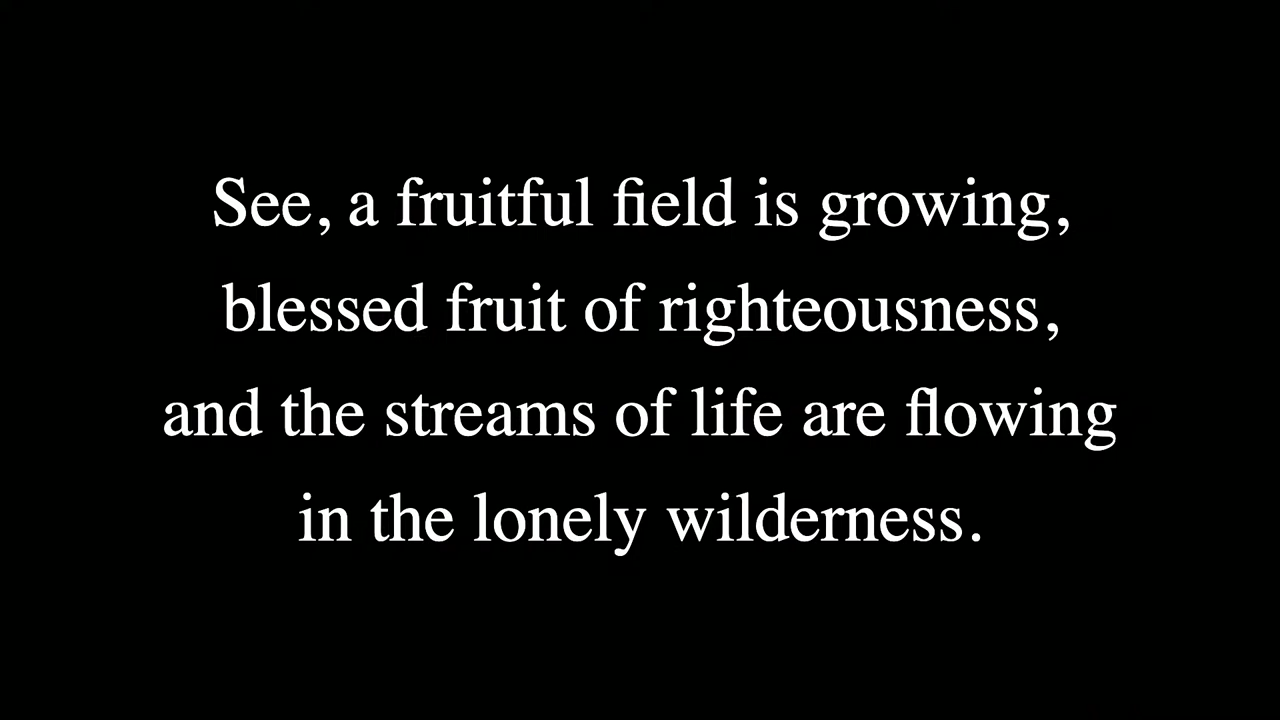 See, a fruitful field is growing,
blessed fruit of righteousness,
and the streams of life are flowing
in the lonely wilderness.